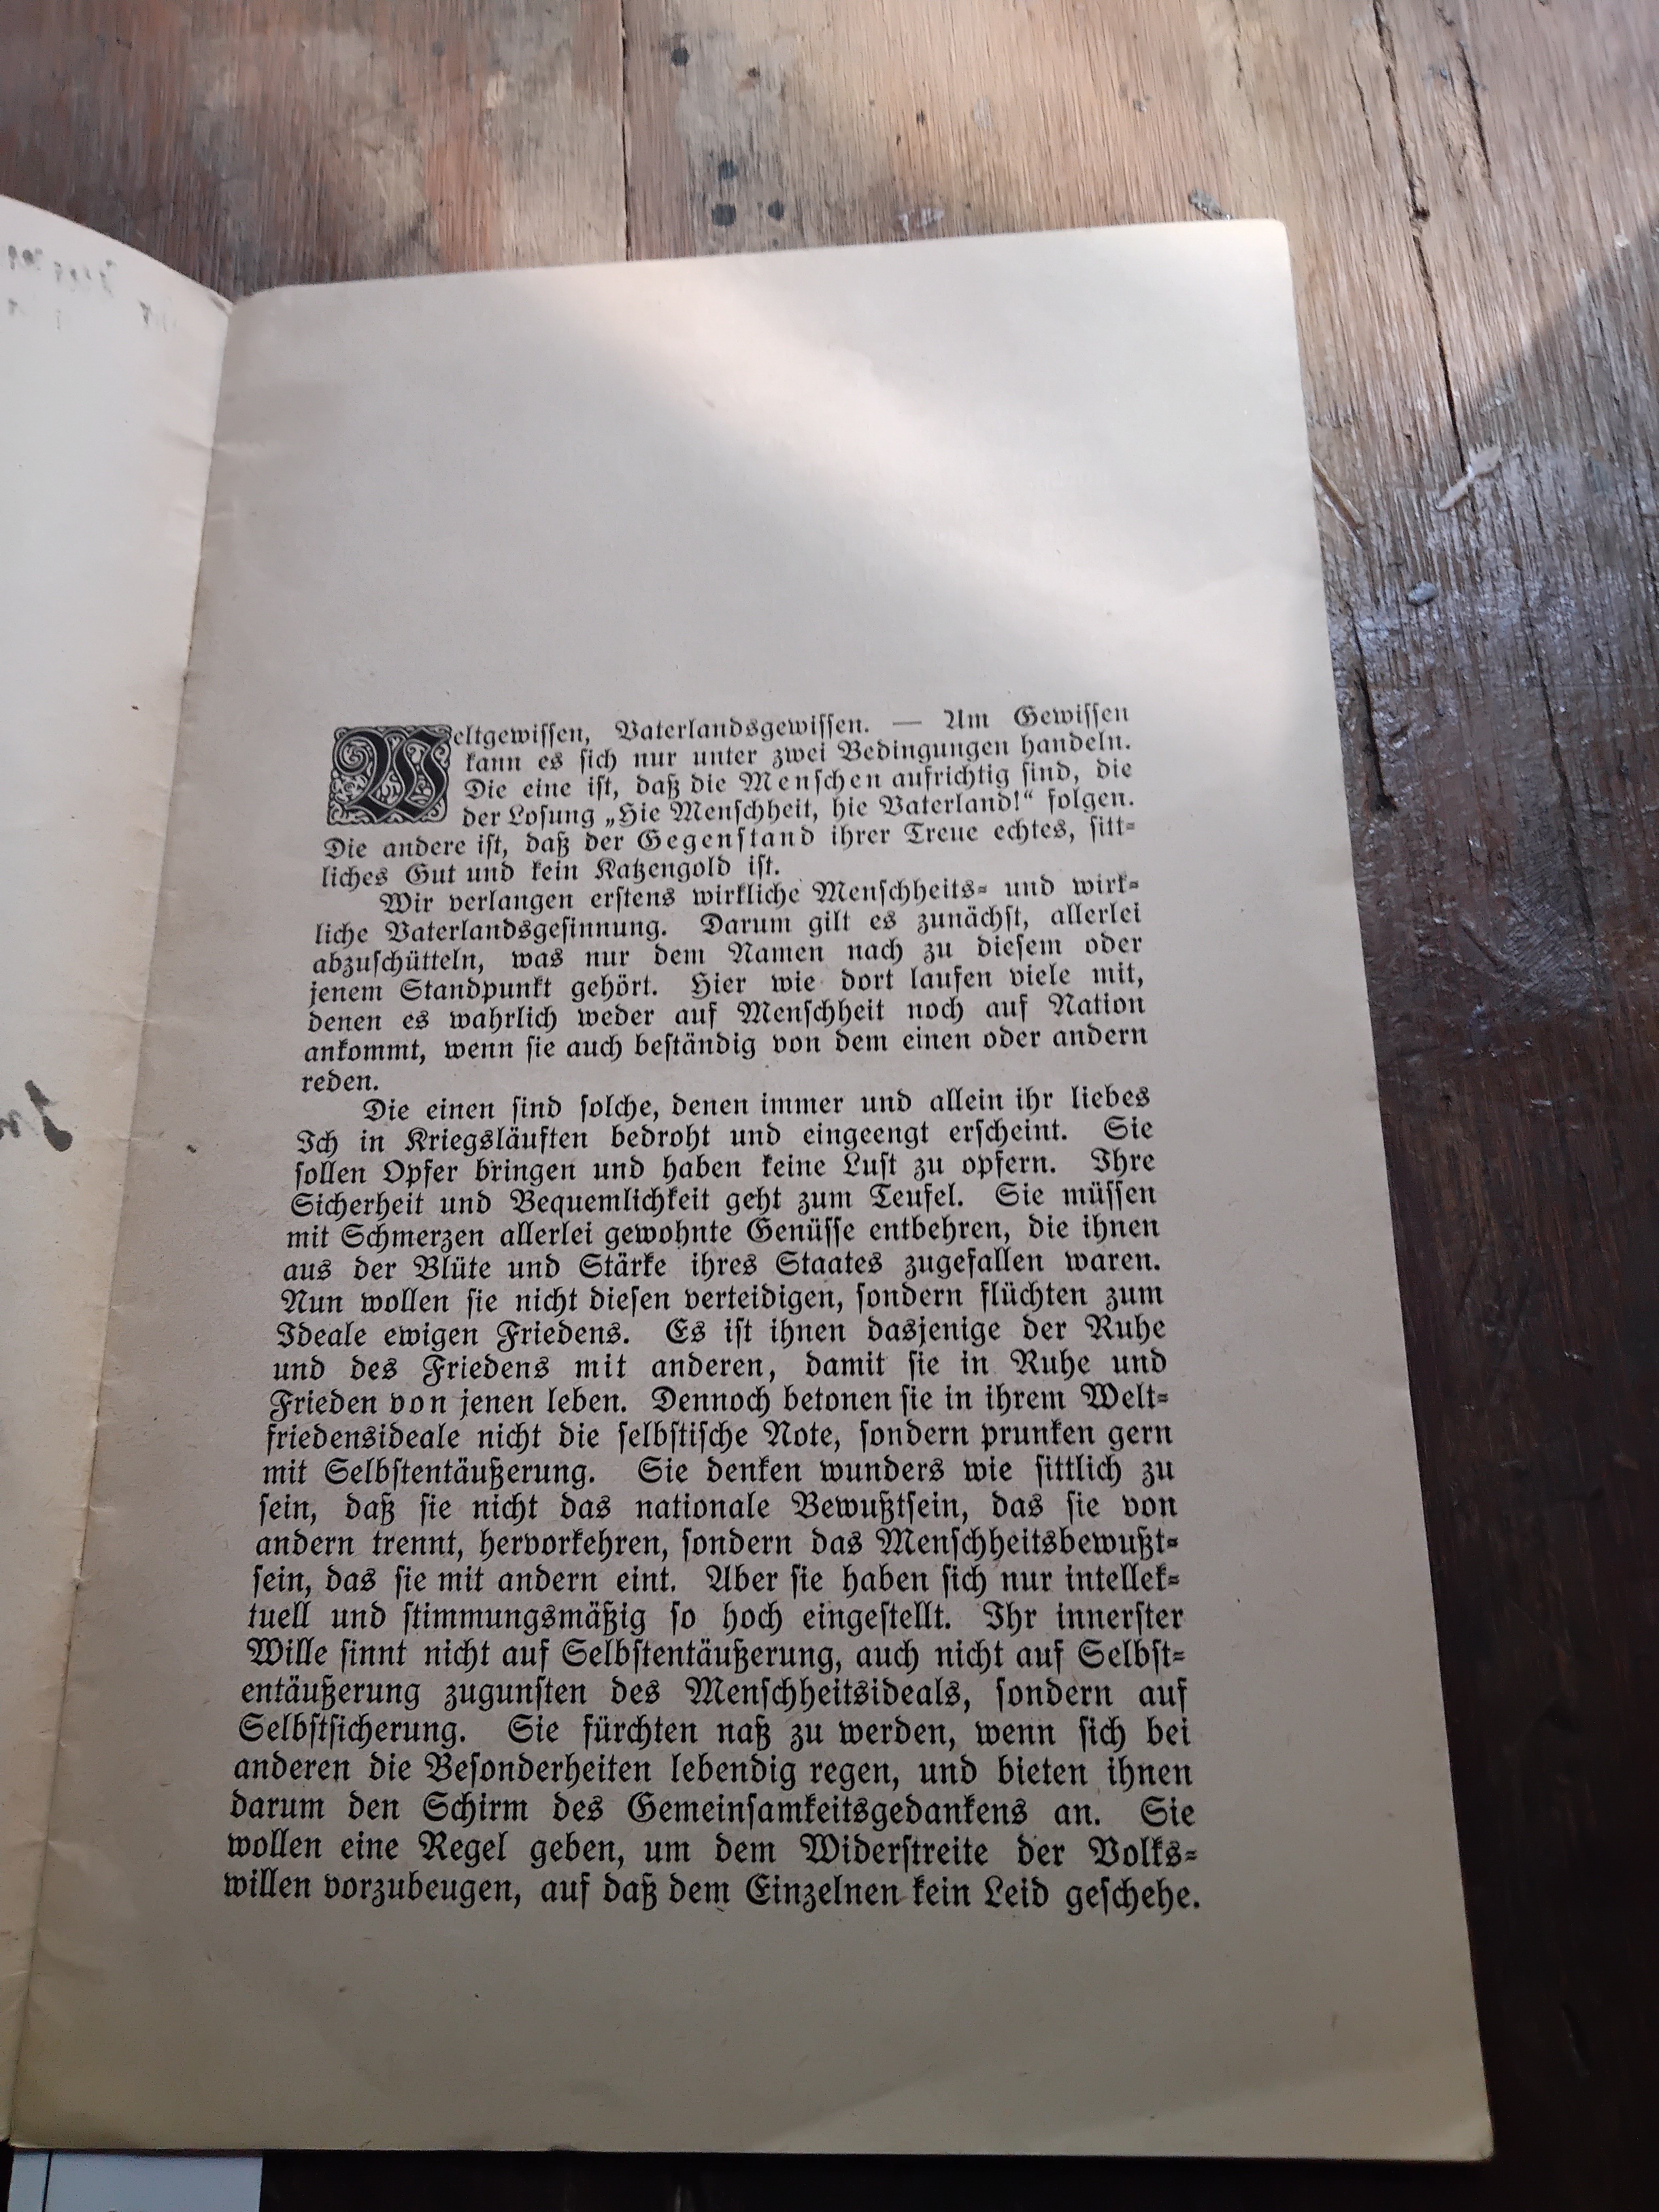 Weltgewissen, Vaterlandsgewissen. — Um Gewissen
kann es sich nur unter zwei Bedingungen handeln.
Die eine ist, daß die Menschen aufrichtig sind, die
der Losung „Hie Menschheit, hie Vaterland!“ folgen.
Die andere ist, daß der Gegenstand ihrer Treue echtes, sitt-
liches Gut und kein Katzengold ist.
Wir verlangen erstens wirkliche Menschheits- und wirk-
liche Vaterlandsgesinnung. Darum gilt es zunächst, allerlei
abzuschütteln, was nur dem Namen nach zu diesem oder
jenem Standpunkt gehört. Hier wie dort laufen viele mit,
denen es wahrlich weder auf Menschheit noch auf Nation
ankommt, wenn sie auch beständig von dem einen oder andern
reden.
Die einen sind solche, denen immer und allein ihr liebes
Ich in Kriegsläuften bedroht und eingeengt erscheint. Sie
sollen Opfer bringen und haben keine Lust zu opfern. Ihre
Sicherheit und Bequemlichkeit geht zum Teufel. Sie müssen
mit Schmerzen allerlei gewohnte Genüsse entbehren, die ihnen
aus der Blüte und Stärke ihres Staates zugefallen waren.
Nun wollen sie nicht diesen verteidigen, sondern flüchten zum
Ideale ewigen Friedens. Es ist ihnen dasjenige der Ruhe
und des Friedens mit anderen, damit sie in Ruhe und
Frieden von jenen leben. Dennoch betonen sie in ihrem Welt-
friedensideale nicht die selbstische Note, sondern prunken gern
mit Selbstentäußerung. Sie denken wunders wie sittlich zu
sein, daß sie nicht das nationale Bewußtsein, das sie von
andern trennt, hervorkehren, sondern das Menschheitsbewußt-
sein, das sie mit andern eint. Aber sie haben sich nur intellek-
tuell und stimmungsmäßig so hoch eingestellt. Ihr innerster
Wille sinnt nicht auf Selbstentäußerung, auch nicht auf Selbst-
entäußerung zugunsten des Menschheitsideals, sondern auf
Selbstsicherung. Sie fürchten naß zu werden, wenn sich bei
anderen die Besonderheiten lebendig regen, und bieten ihnen
darum den Schirm des Gemeinsamkeitsgedankens an. Sie
wollen eine Regel geben, um dem Widerstreite der Volks-
willen vorzubeugen, auf daß dem Einzelnen kein Leid geschehe.